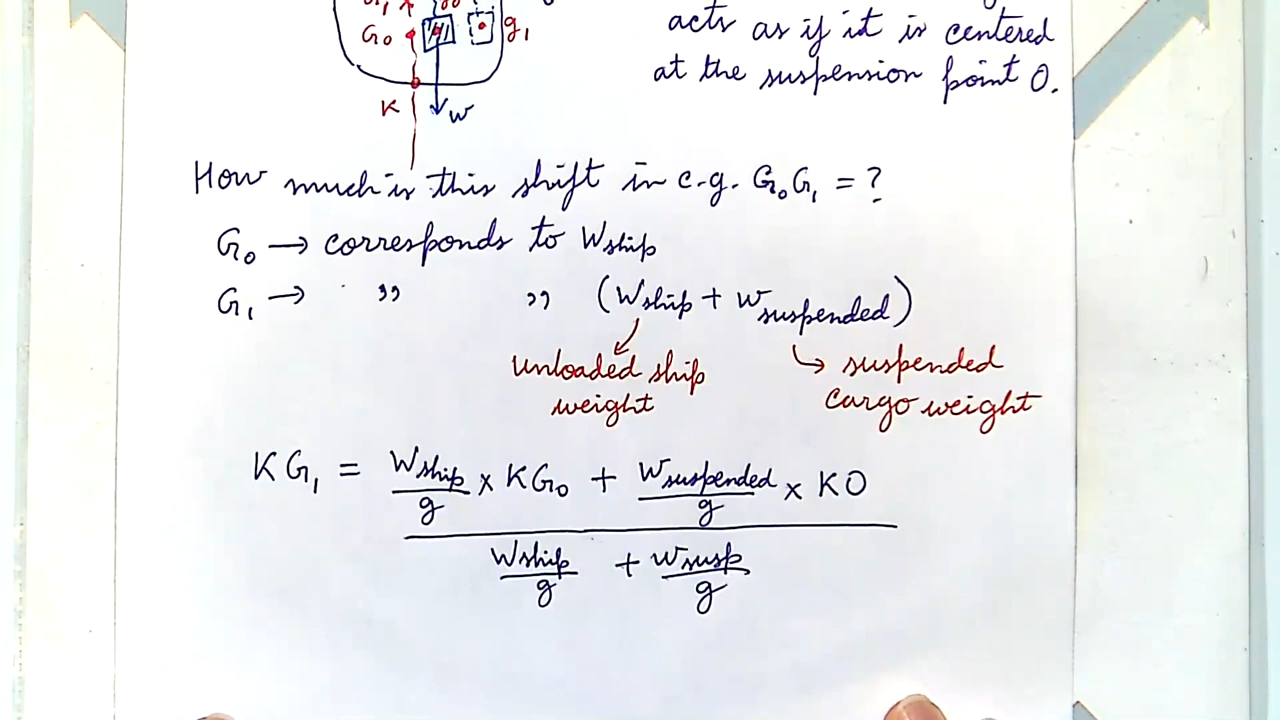 acts as if it is centered
G₀ g₁
at the suspension point O.
K W
How much is this shift in c.g. G₀G₁ = ?
G₀ → corresponds to Wship
G₁ → " " (Wship + Wsuspended)
unloaded ship weight
suspended cargo weight
KG₁ = Wship/g × KG₀ + Wsuspended/g × KO
Wship/g + Wsusp/g